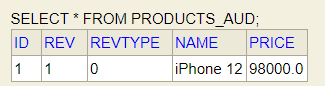 SELECT * FROM PRODUCTS_AUD;
ID REV REVTYPE NAME PRICE
1 1 0 iPhone 12 98000.0